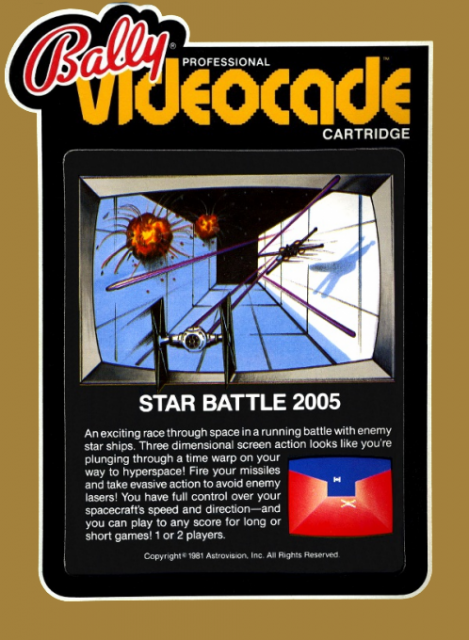 Bally®
PROFESSIONAL
Videocade™
CARTRIDGE
STAR BATTLE 2005
An exciting race through space in a running battle with enemy
star ships. Three dimensional screen action looks like you're
plunging through a time warp on your
way to hyperspace! Fire your missiles
and take evasive action to avoid enemy
lasers! You have full control over your
spacecraft's speed and direction—and
you can play to any score for long or
short games! 1 or 2 players.
Copyright © 1981 Astrovision, Inc. All Rights Reserved.